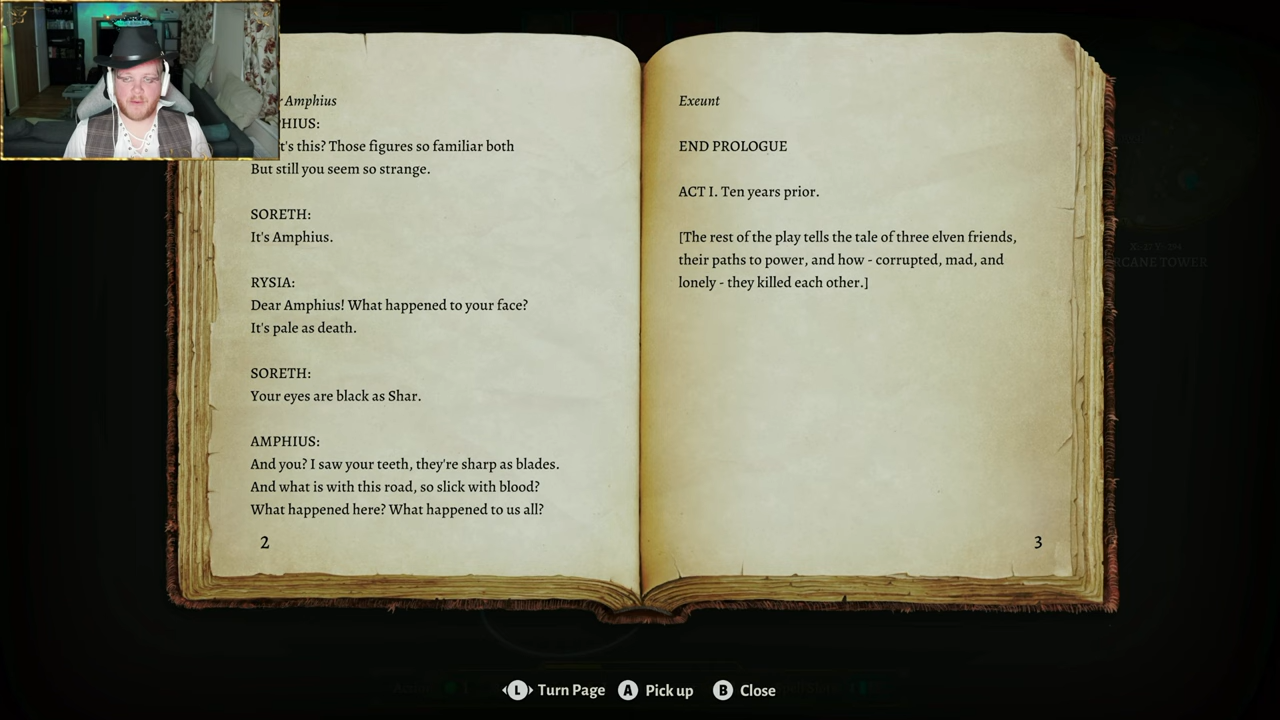 Amphius
HIUS:
t's this? Those figures so familiar both
But still you seem so strange.
SORETH:
It's Amphius.
RYSIA:
Dear Amphius! What happened to your face?
It's pale as death.
SORETH:
Your eyes are black as Shar.
AMPHIUS:
And you? I saw your teeth, they're sharp as blades.
And what is with this road, so slick with blood?
What happened here? What happened to us all?
2
Exeunt
END PROLOGUE
ACT I. Ten years prior.
[The rest of the play tells the tale of three elven friends,
their paths to power, and how - corrupted, mad, and
lonely - they killed each other.]
3
ARCANE TOWER
L Turn Page A Pick up B Close